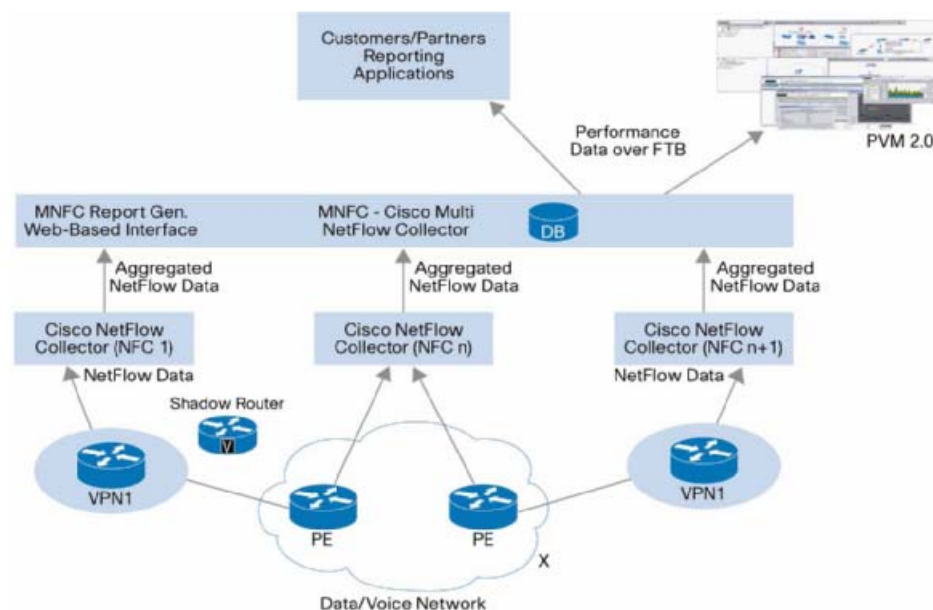 Customers/Partners
Reporting
Applications
Performance
Data over FTB
PVM 2.0
MNFC Report Gen.
Web-Based Interface
MNFC - Cisco Multi
NetFlow Collector
DB
Aggregated
NetFlow Data
Aggregated
NetFlow Data
Aggregated
NetFlow Data
Cisco NetFlow
Collector (NFC 1)
Cisco NetFlow
Collector (NFC n)
Cisco NetFlow
Collector (NFC n+1)
NetFlow Data
NetFlow Data
Shadow Router
V
VPN1
PE
PE
VPN1
X
Data/Voice Network